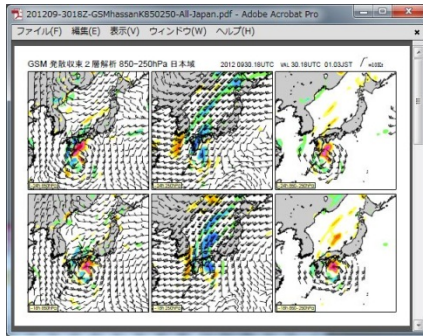 201209-3018Z-GSMhassanK850250-All-Japan.pdf - Adobe Acrobat Pro
ファイル(F) 編集(E) 表示(V) ウィンドウ(W) ヘルプ(H)
GSM 発散収束２層解析 850-250hPa 日本域 2012 0930.18UTC VAL 30.18UTC 01.03JST